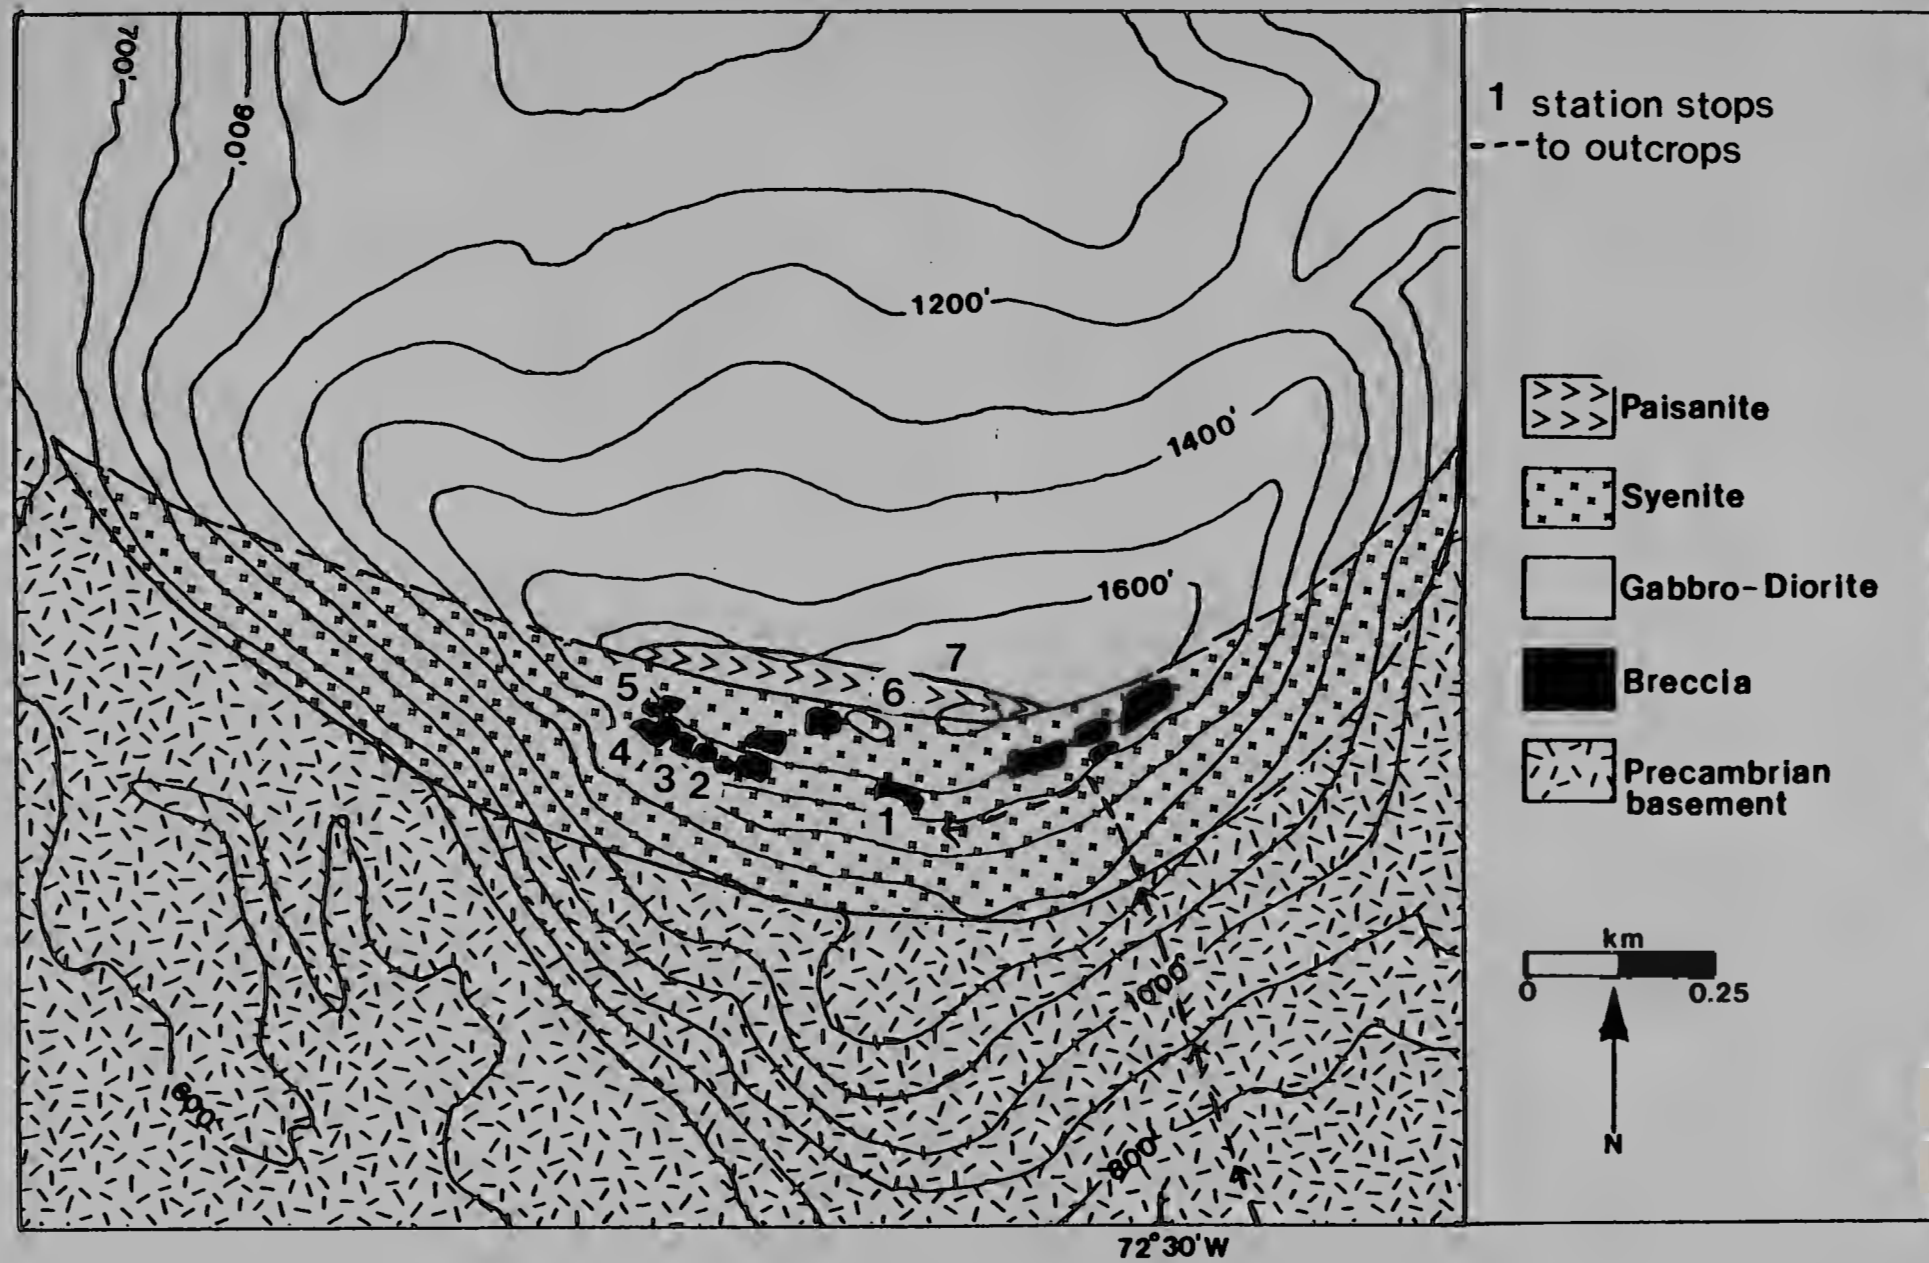 700'
900'
1200'
1400'
1600'
7
5
6
4
3
2
1
1000'
600'
800'
72°30'W
1 station stops
---to outcrops
Paisanite
Syenite
Gabbro-Diorite
Breccia
Precambrian
basement
km
0
0.25
N